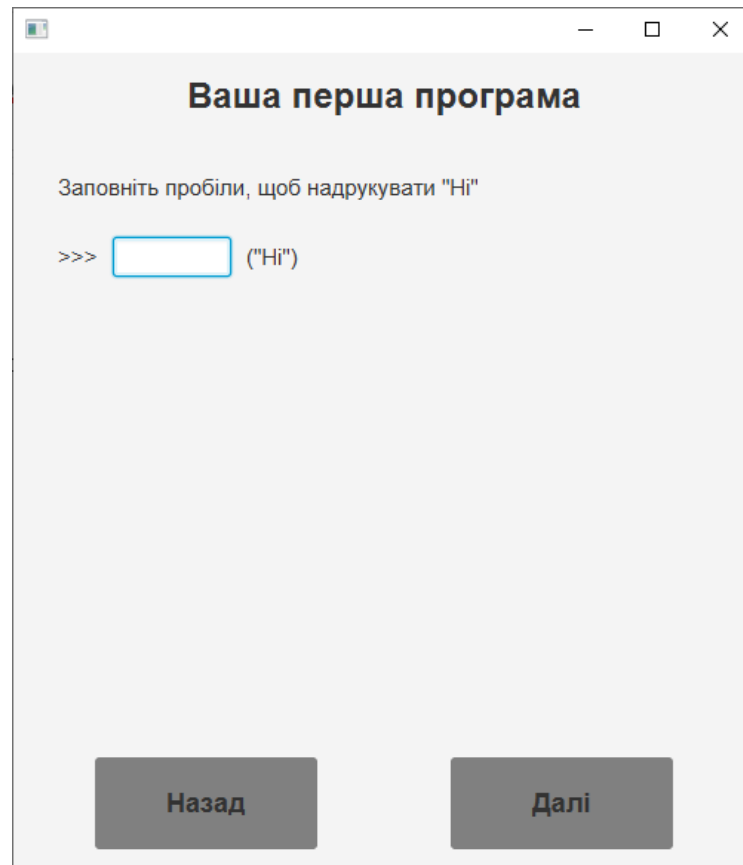 Ваша перша програма
Заповніть пробіли, щоб надрукувати "Hi"
>>> ("Hi")
Назад Далі